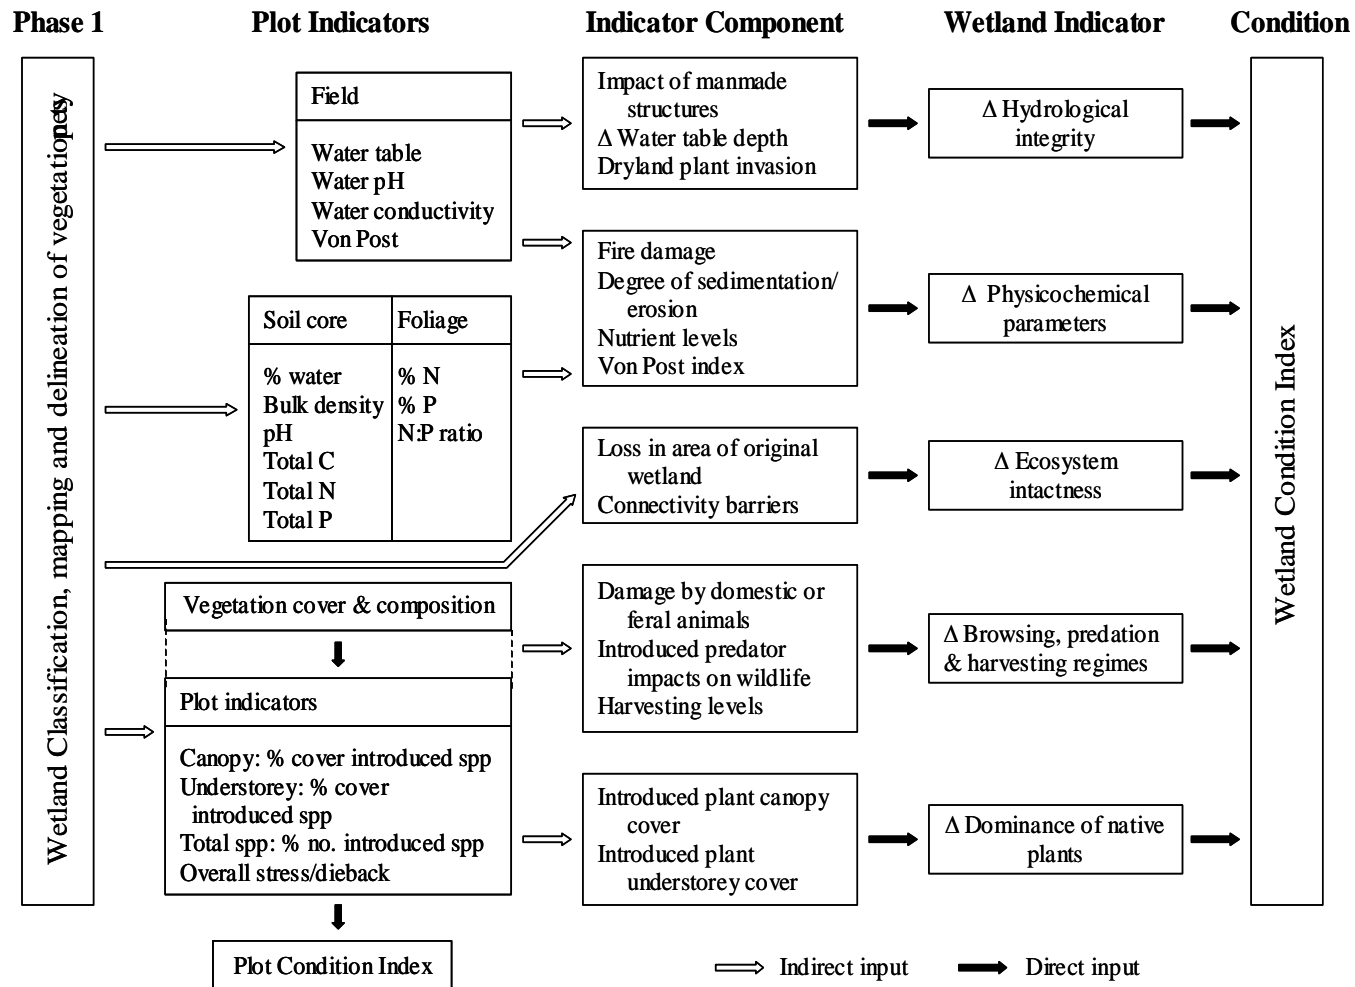 Phase 1
Plot Indicators
Indicator Component
Wetland Indicator
Condition
Wetland Classification, mapping and delineation of vegetation
Field
Water table
Water pH
Water conductivity
Von Post
Soil core
Foliage
% water
% N
Bulk density
% P
pH
N:P ratio
Total C
Total N
Total P
Vegetation cover & composition
Plot indicators
Canopy: % cover introduced spp
Understorey: % cover
introduced spp
Total spp: % no. introduced spp
Overall stress/dieback
Plot Condition Index
Impact of manmade
structures
Δ Water table depth
Dryland plant invasion
Fire damage
Degree of sedimentation/
erosion
Nutrient levels
Von Post index
Loss in area of original
wetland
Connectivity barriers
Damage by domestic or
feral animals
Introduced predator
impacts on wildlife
Harvesting levels
Introduced plant canopy
cover
Introduced plant
understorey cover
Δ Hydrological
integrity
Δ Physicochemical
parameters
Δ Ecosystem
intactness
Δ Browsing, predation
& harvesting regimes
Δ Dominance of native
plants
Wetland Condition Index
Indirect input
Direct input